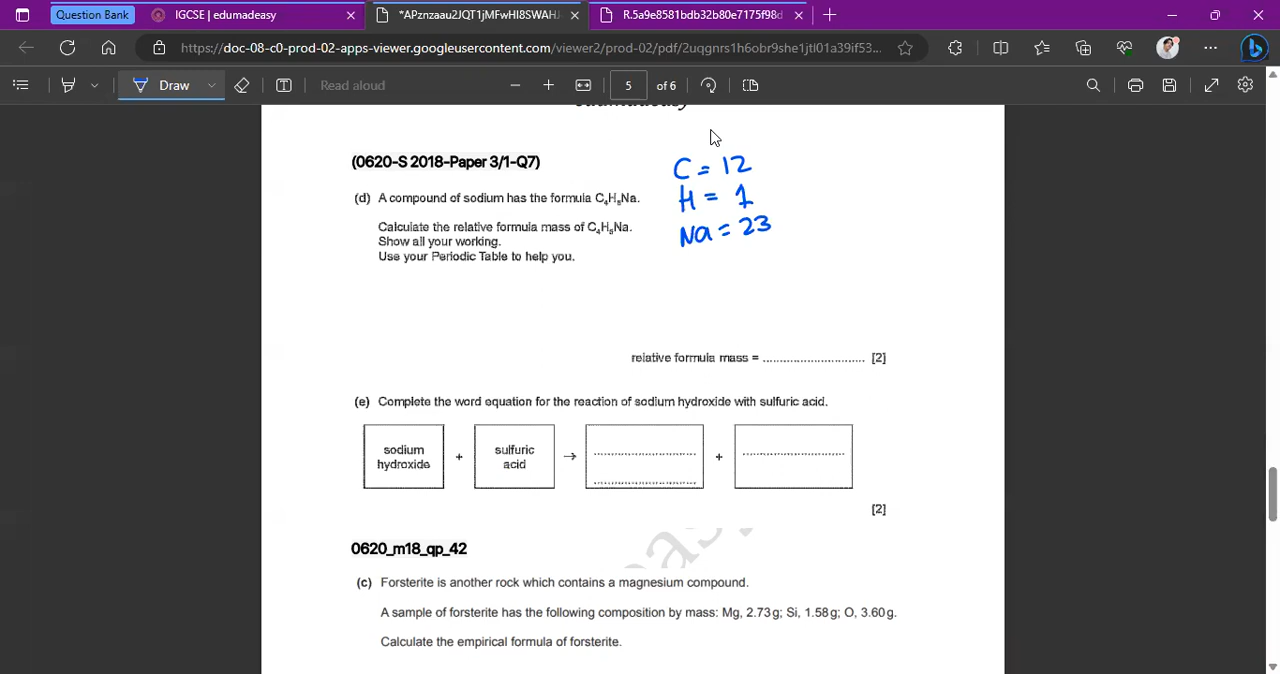 Question Bank
IGCSE | edumadeasy
*APznzaau2JQT1jMFwHI8SWAHJ
R.5a9e8581bdb32b80e7175f98d
https://doc-08-c0-prod-02-apps-viewer.googleusercontent.com/viewer2/prod-02/pdf/2uqgnrs1h6obr9she1jtl01a39if53...
Draw
Read aloud
5 of 6
(0620-S 2018-Paper 3/1-Q7)
C = 12
H = 1
Na = 23
(d) A compound of sodium has the formula C₄H₉Na.
Calculate the relative formula mass of C₄H₉Na.
Show all your working.
Use your Periodic Table to help you.
relative formula mass = ............................ [2]
(e) Complete the word equation for the reaction of sodium hydroxide with sulfuric acid.
sodium hydroxide + sulfuric acid → ............................ ............................ + ............................
[2]
0620_m18_qp_42
(c) Forsterite is another rock which contains a magnesium compound.
A sample of forsterite has the following composition by mass: Mg, 2.73 g; Si, 1.58 g; O, 3.60 g.
Calculate the empirical formula of forsterite.